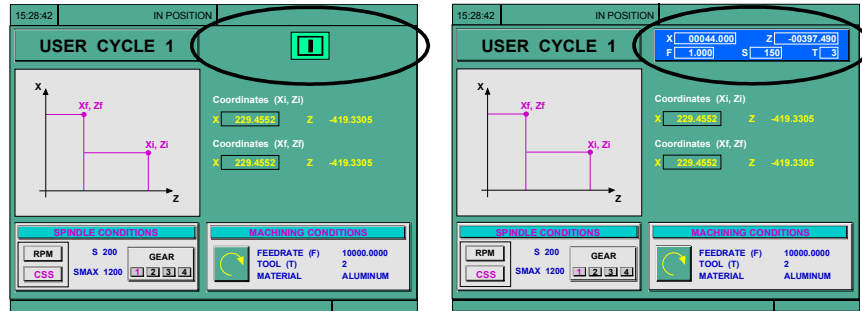 15:28:42 IN POSITION
USER CYCLE 1
X
Xf, Zf
Xi, Zi
Z
Coordinates (Xi, Zi)
X 229.4552 Z -419.3305
Coordinates (Xf, Zf)
X 229.4552 Z -419.3305
SPINDLE CONDITIONS
RPM
CSS
S 200
SMAX 1200
GEAR
1 2 3 4
MACHINING CONDITIONS
FEEDRATE (F) 10000.0000
TOOL (T) 2
MATERIAL ALUMINUM
15:28:42 IN POSITION
USER CYCLE 1
X 00044.000 Z -00397.490
F 1.000 S 150 T 3
X
Xf, Zf
Xi, Zi
Z
Coordinates (Xi, Zi)
X 229.4552 Z -419.3305
Coordinates (Xf, Zf)
X 229.4552 Z -419.3305
SPINDLE CONDITIONS
RPM
CSS
S 200
SMAX 1200
GEAR
1 2 3 4
MACHINING CONDITIONS
FEEDRATE (F) 10000.0000
TOOL (T) 2
MATERIAL ALUMINUM